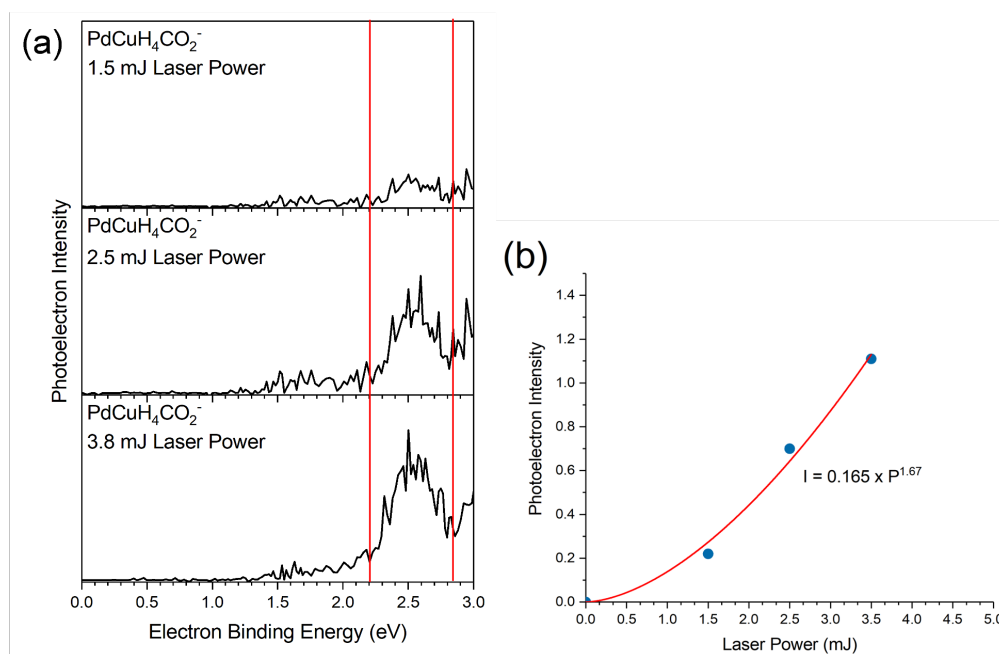 (a)
PdCuH₄CO₂⁻
1.5 mJ Laser Power
PdCuH₄CO₂⁻
2.5 mJ Laser Power
PdCuH₄CO₂⁻
3.8 mJ Laser Power
Photoelectron Intensity
0.0 0.5 1.0 1.5 2.0 2.5 3.0
Electron Binding Energy (eV)
(b)
1.4
1.2
1.0
0.8
0.6
0.4
0.2
0.0
Photoelectron Intensity
I = 0.165 x P¹·⁶⁷
0.0 0.5 1.0 1.5 2.0 2.5 3.0 3.5 4.0 4.5 5.0
Laser Power (mJ)